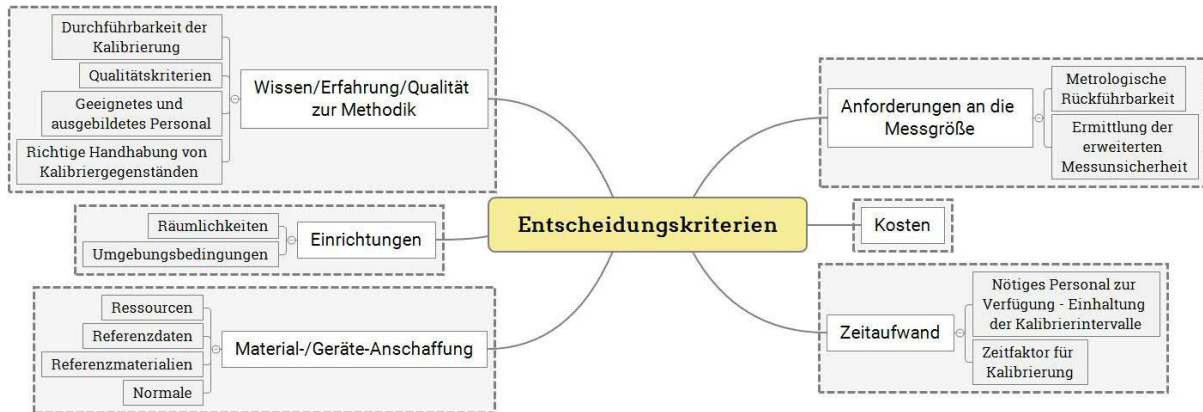 Entscheidungskriterien
Wissen/Erfahrung/Qualität
zur Methodik
Durchführbarkeit der
Kalibrierung
Qualitätskriterien
Geeignetes und
ausgebildetes Personal
Richtige Handhabung von
Kalibriergegenständen
Einrichtungen
Räumlichkeiten
Umgebungsbedingungen
Material-/Geräte-Anschaffung
Ressourcen
Referenzdaten
Referenzmaterialien
Normale
Anforderungen an die
Messgröße
Metrologische
Rückführbarkeit
Ermittlung der
erweiterten
Messunsicherheit
Kosten
Zeitaufwand
Nötiges Personal zur
Verfügung - Einhaltung
der Kalibrierintervalle
Zeitfaktor für
Kalibrierung